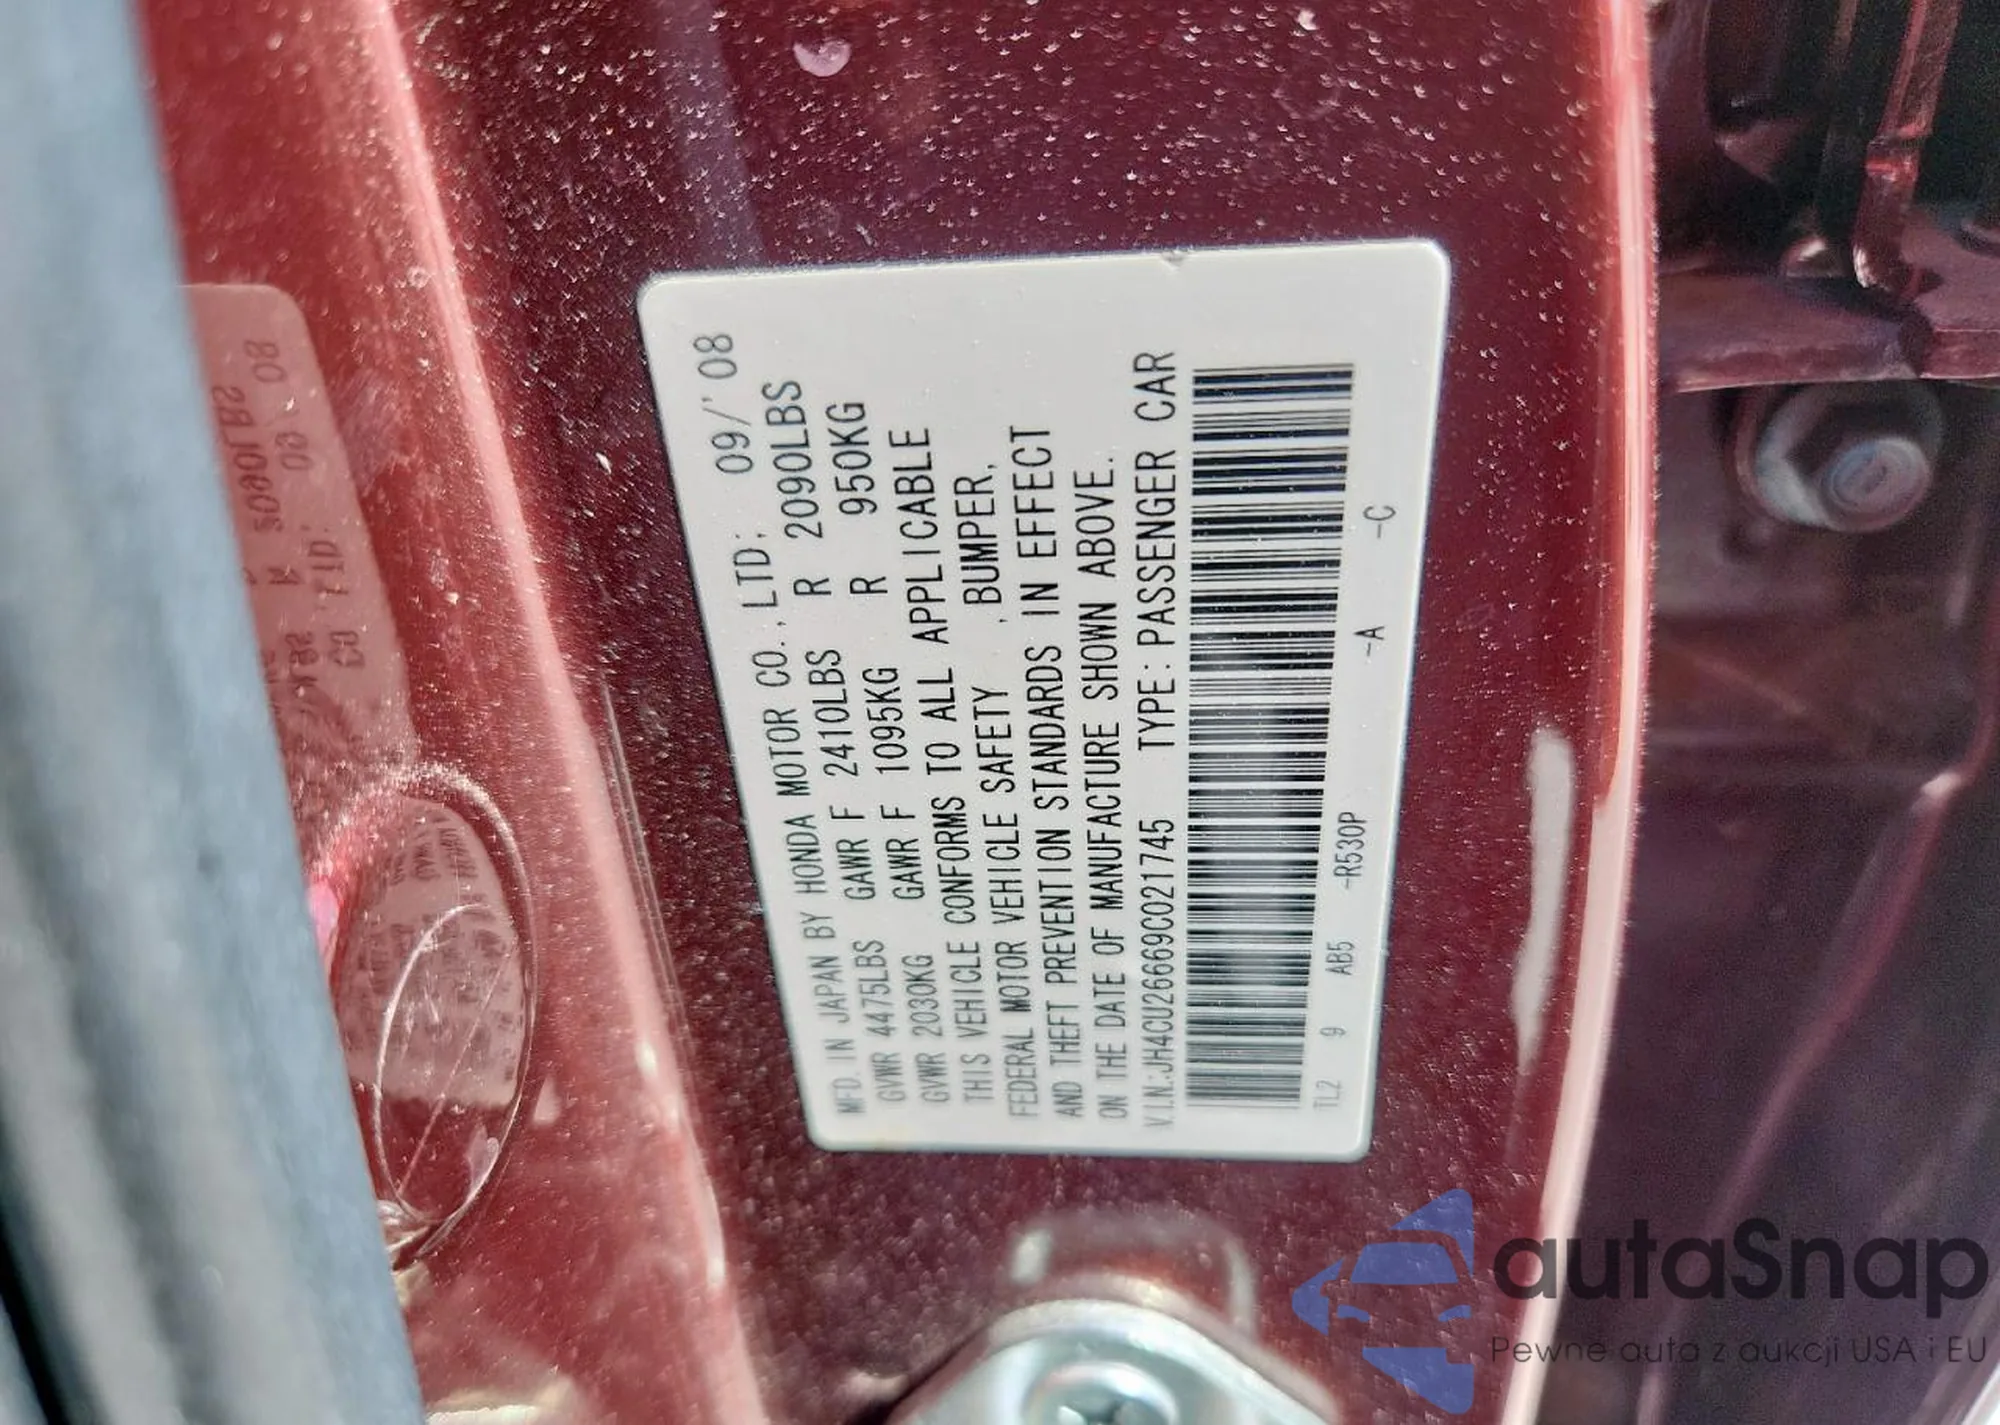 MFD. IN JAPAN BY HONDA MOTOR CO., LTD. 09/'08
GVWR 4475LBS GAWR F 2410LBS R 2090LBS
GVWR 2030KG GAWR F 1095KG R 950KG
THIS VEHICLE CONFORMS TO ALL APPLICABLE
FEDERAL MOTOR VEHICLE SAFETY , BUMPER,
AND THEFT PREVENTION STANDARDS IN EFFECT
ON THE DATE OF MANUFACTURE SHOWN ABOVE.
V.I.N.:JH4CU26669C021745 TYPE: PASSENGER CAR
TL2 9 AB5 -R530P -A -C
autaSnap
Pewne auta z aukcji USA i EU